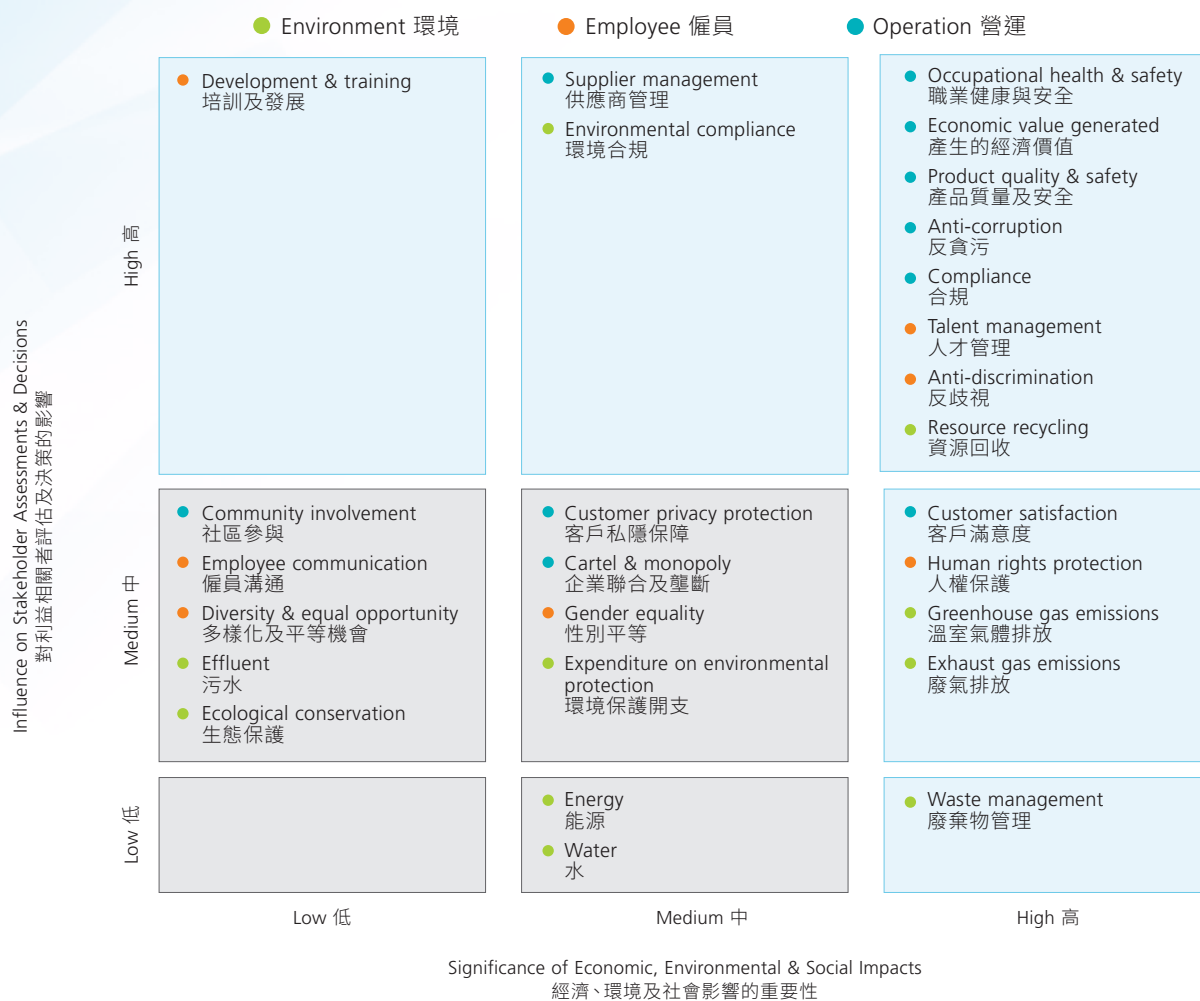 Environment 環境
Employee 僱員
Operation 營運
Influence on Stakeholder Assessments & Decisions
對利益相關者評估及決策的影響
High 高
Development & training
培訓及發展
Supplier management
供應商管理
Environmental compliance
環境合規
Occupational health & safety
職業健康與安全
Economic value generated
產生的經濟價值
Product quality & safety
產品質量及安全
Anti-corruption
反貪污
Compliance
合規
Talent management
人才管理
Anti-discrimination
反歧視
Resource recycling
資源回收
Medium 中
Community involvement
社區參與
Employee communication
僱員溝通
Diversity & equal opportunity
多樣化及平等機會
Effluent
污水
Ecological conservation
生態保護
Customer privacy protection
客戶私隱保障
Cartel & monopoly
企業聯合及壟斷
Gender equality
性別平等
Expenditure on environmental
protection
環境保護開支
Customer satisfaction
客戶滿意度
Human rights protection
人權保護
Greenhouse gas emissions
溫室氣體排放
Exhaust gas emissions
廢氣排放
Low 低
Energy
能源
Water
水
Waste management
廢棄物管理
Low 低
Medium 中
High 高
Significance of Economic, Environmental & Social Impacts
經濟、環境及社會影響的重要性